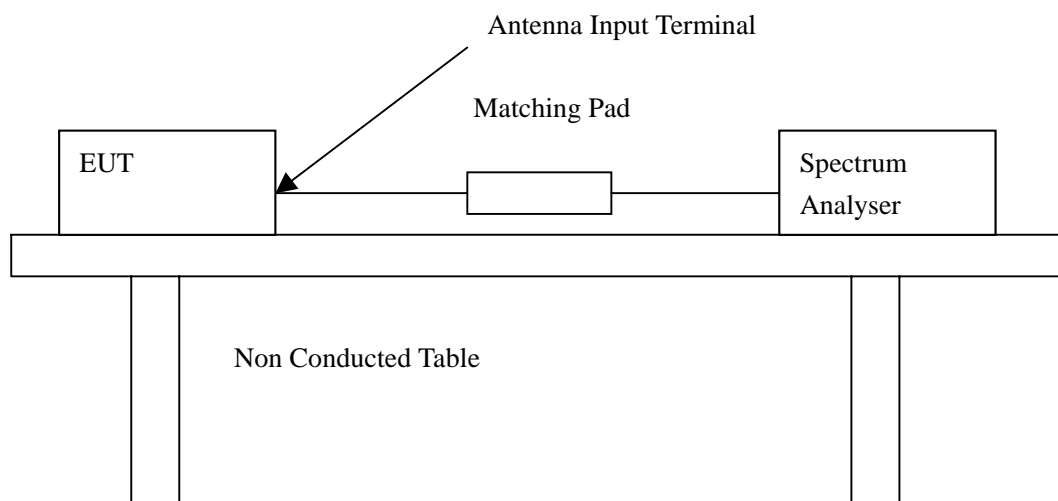 Antenna Input Terminal
Matching Pad
EUT
Spectrum
Analyser
Non Conducted Table